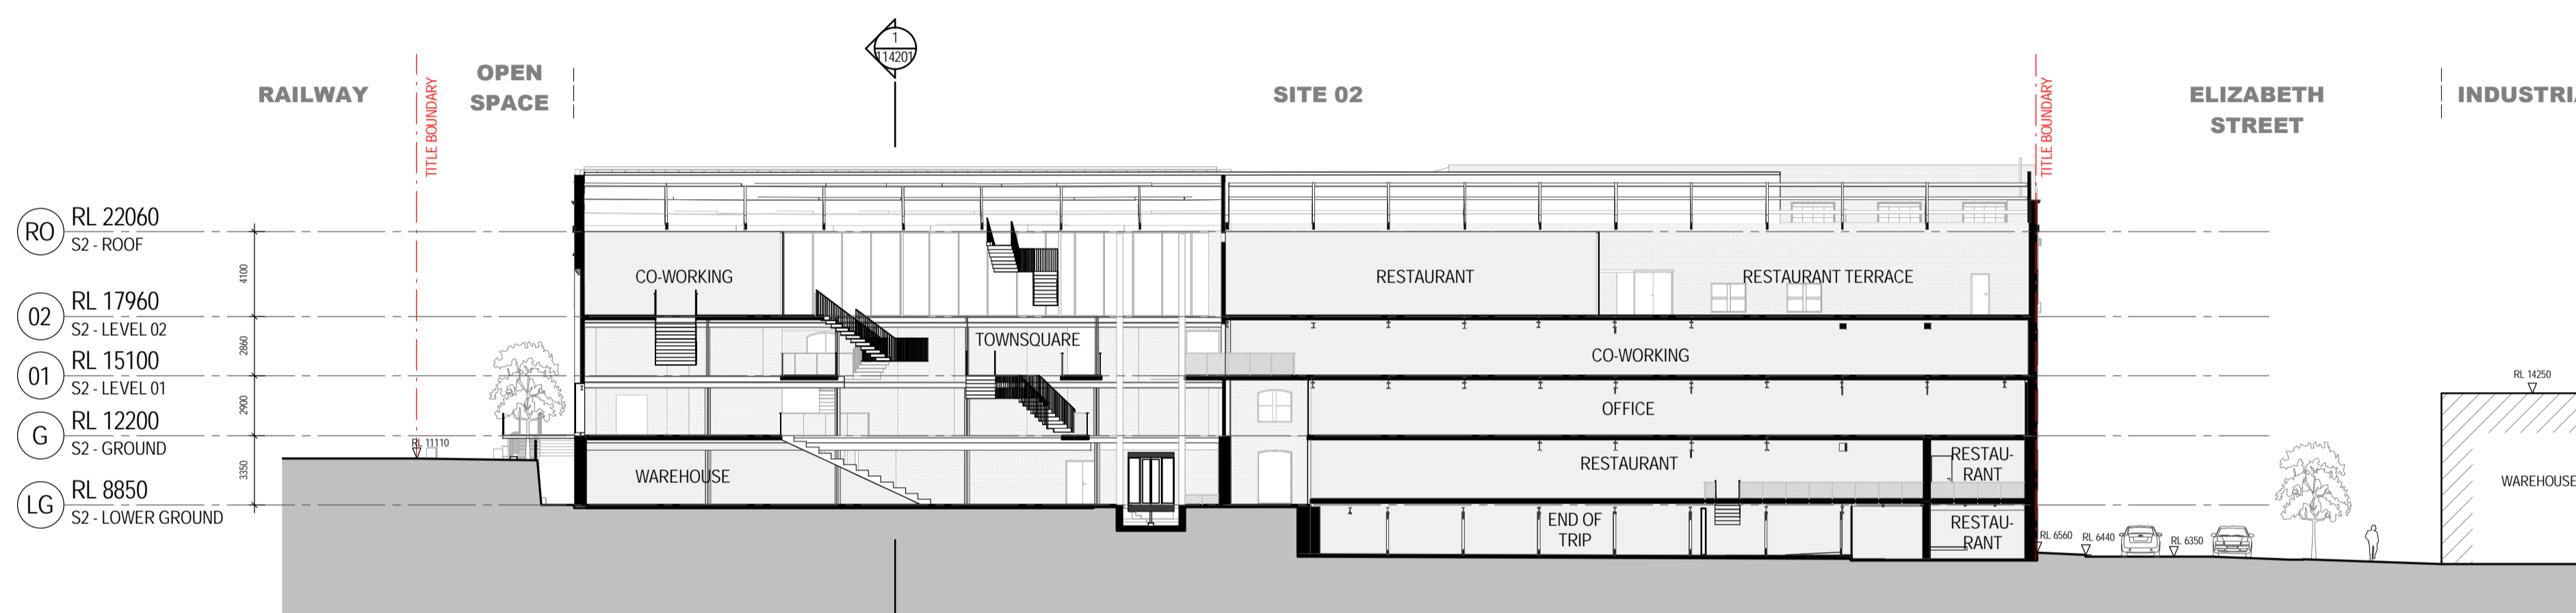 1
114201
RAILWAY
TITLE BOUNDARY
OPEN
SPACE
SITE 02
TITLE BOUNDARY
ELIZABETH
STREET
RO
RL 22060
S2 - ROOF
4100
02
RL 17960
S2 - LEVEL 02
2860
01
RL 15100
S2 - LEVEL 01
2900
G
RL 12200
S2 - GROUND
3350
LG
RL 8850
S2 - LOWER GROUND
RL 11110
CO-WORKING
RESTAURANT
RESTAURANT TERRACE
TOWNSQUARE
CO-WORKING
OFFICE
WAREHOUSE
RESTAURANT
RESTAU-
RANT
END OF
TRIP
RESTAU-
RANT
RL 6560
RL 6440
RL 6350
RL 14250
WAREHOUSE